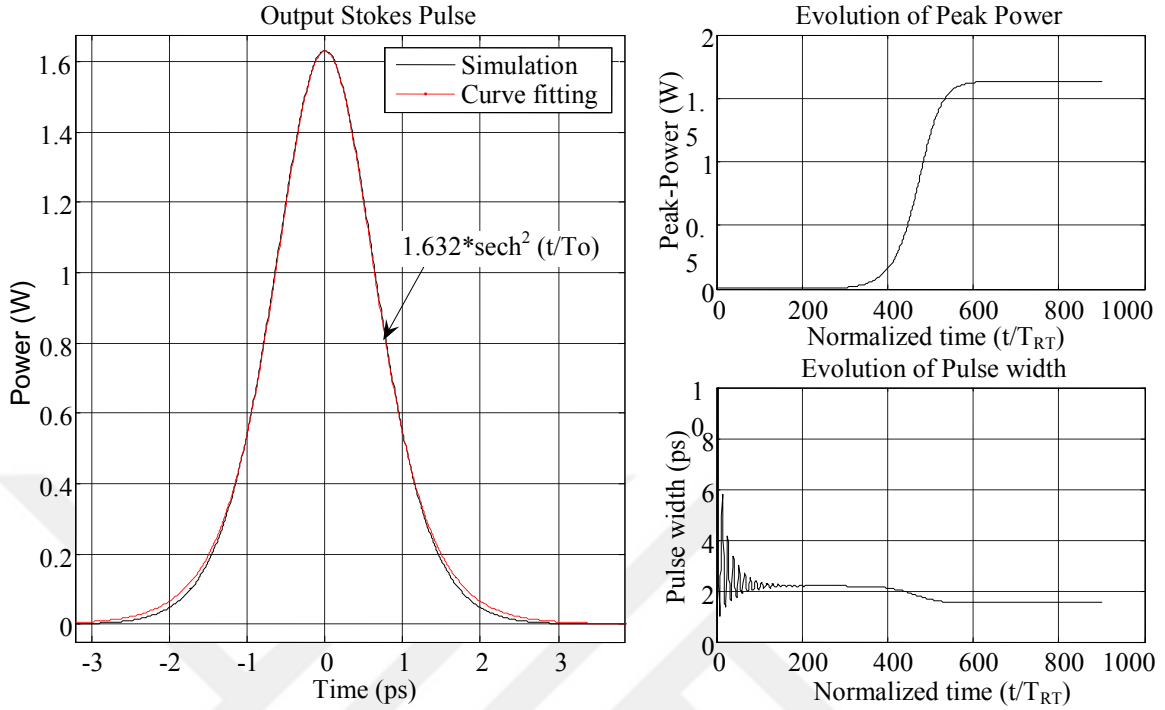 Output Stokes Pulse
Simulation
Curve fitting
1.632*sech² (t/To)
Power (W)
1.6
1.4
1.2
1
0.8
0.6
0.4
0.2
0
-3 -2 -1 0 1 2 3
Time (ps)
Evolution of Peak Power
Peak-Power (W)
2
1.
5
1
0.
5
0
0 200 400 600 800 1000
Normalized time (t/T_RT)
Evolution of Pulse width
Pulse width (ps)
1
0
8
6
4
2
0
0 200 400 600 800 1000
Normalized time (t/T_RT)